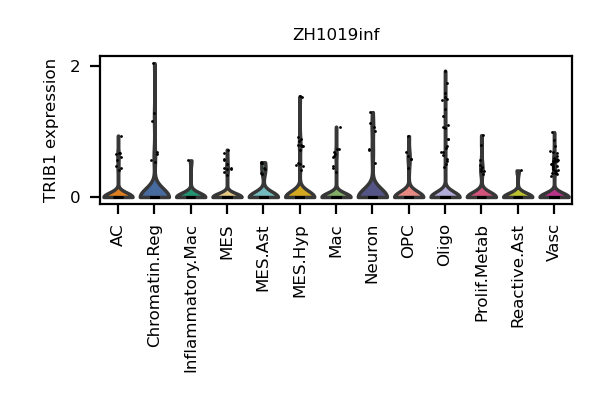 ZH1019inf
TRIB1 expression
2
0
AC
Chromatin.Reg
Inflammatory.Mac
MES
MES.Ast
MES.Hyp
Mac
Neuron
OPC
Oligo
Prolif.Metab
Reactive.Ast
Vasc